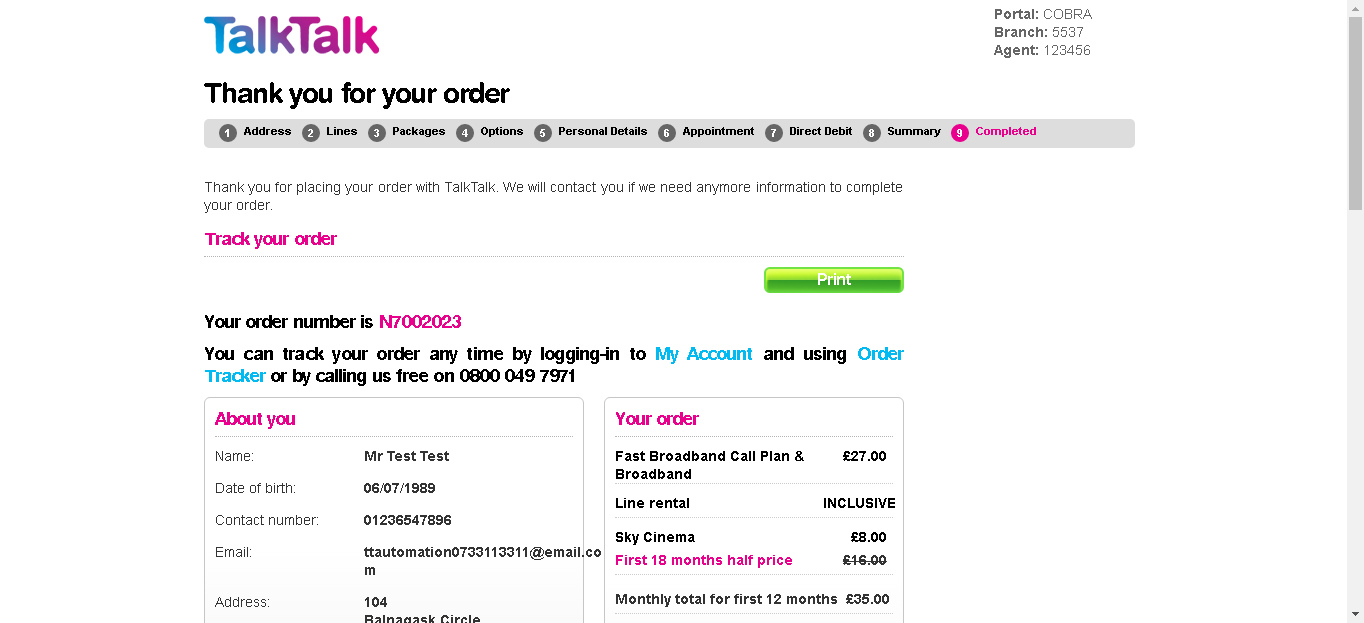 TalkTalk
Portal: COBRA
Branch: 5537
Agent: 123456
Thank you for your order
1 Address 2 Lines 3 Packages 4 Options 5 Personal Details 6 Appointment 7 Direct Debit 8 Summary 9 Completed
Thank you for placing your order with TalkTalk. We will contact you if we need anymore information to complete
your order.
Track your order
Print
Your order number is N7002023
You can track your order any time by logging-in to My Account and using Order
Tracker or by calling us free on 0800 049 7971
About you
Name: Mr Test Test
Date of birth: 06/07/1989
Contact number: 01236547896
Email: ttautomation0733113311@email.co
m
Address: 104
Balnagask Circle
Your order
Fast Broadband Call Plan & £27.00
Broadband
Line rental INCLUSIVE
Sky Cinema £8.00
First 18 months half price £16.00
Monthly total for first 12 months £35.00